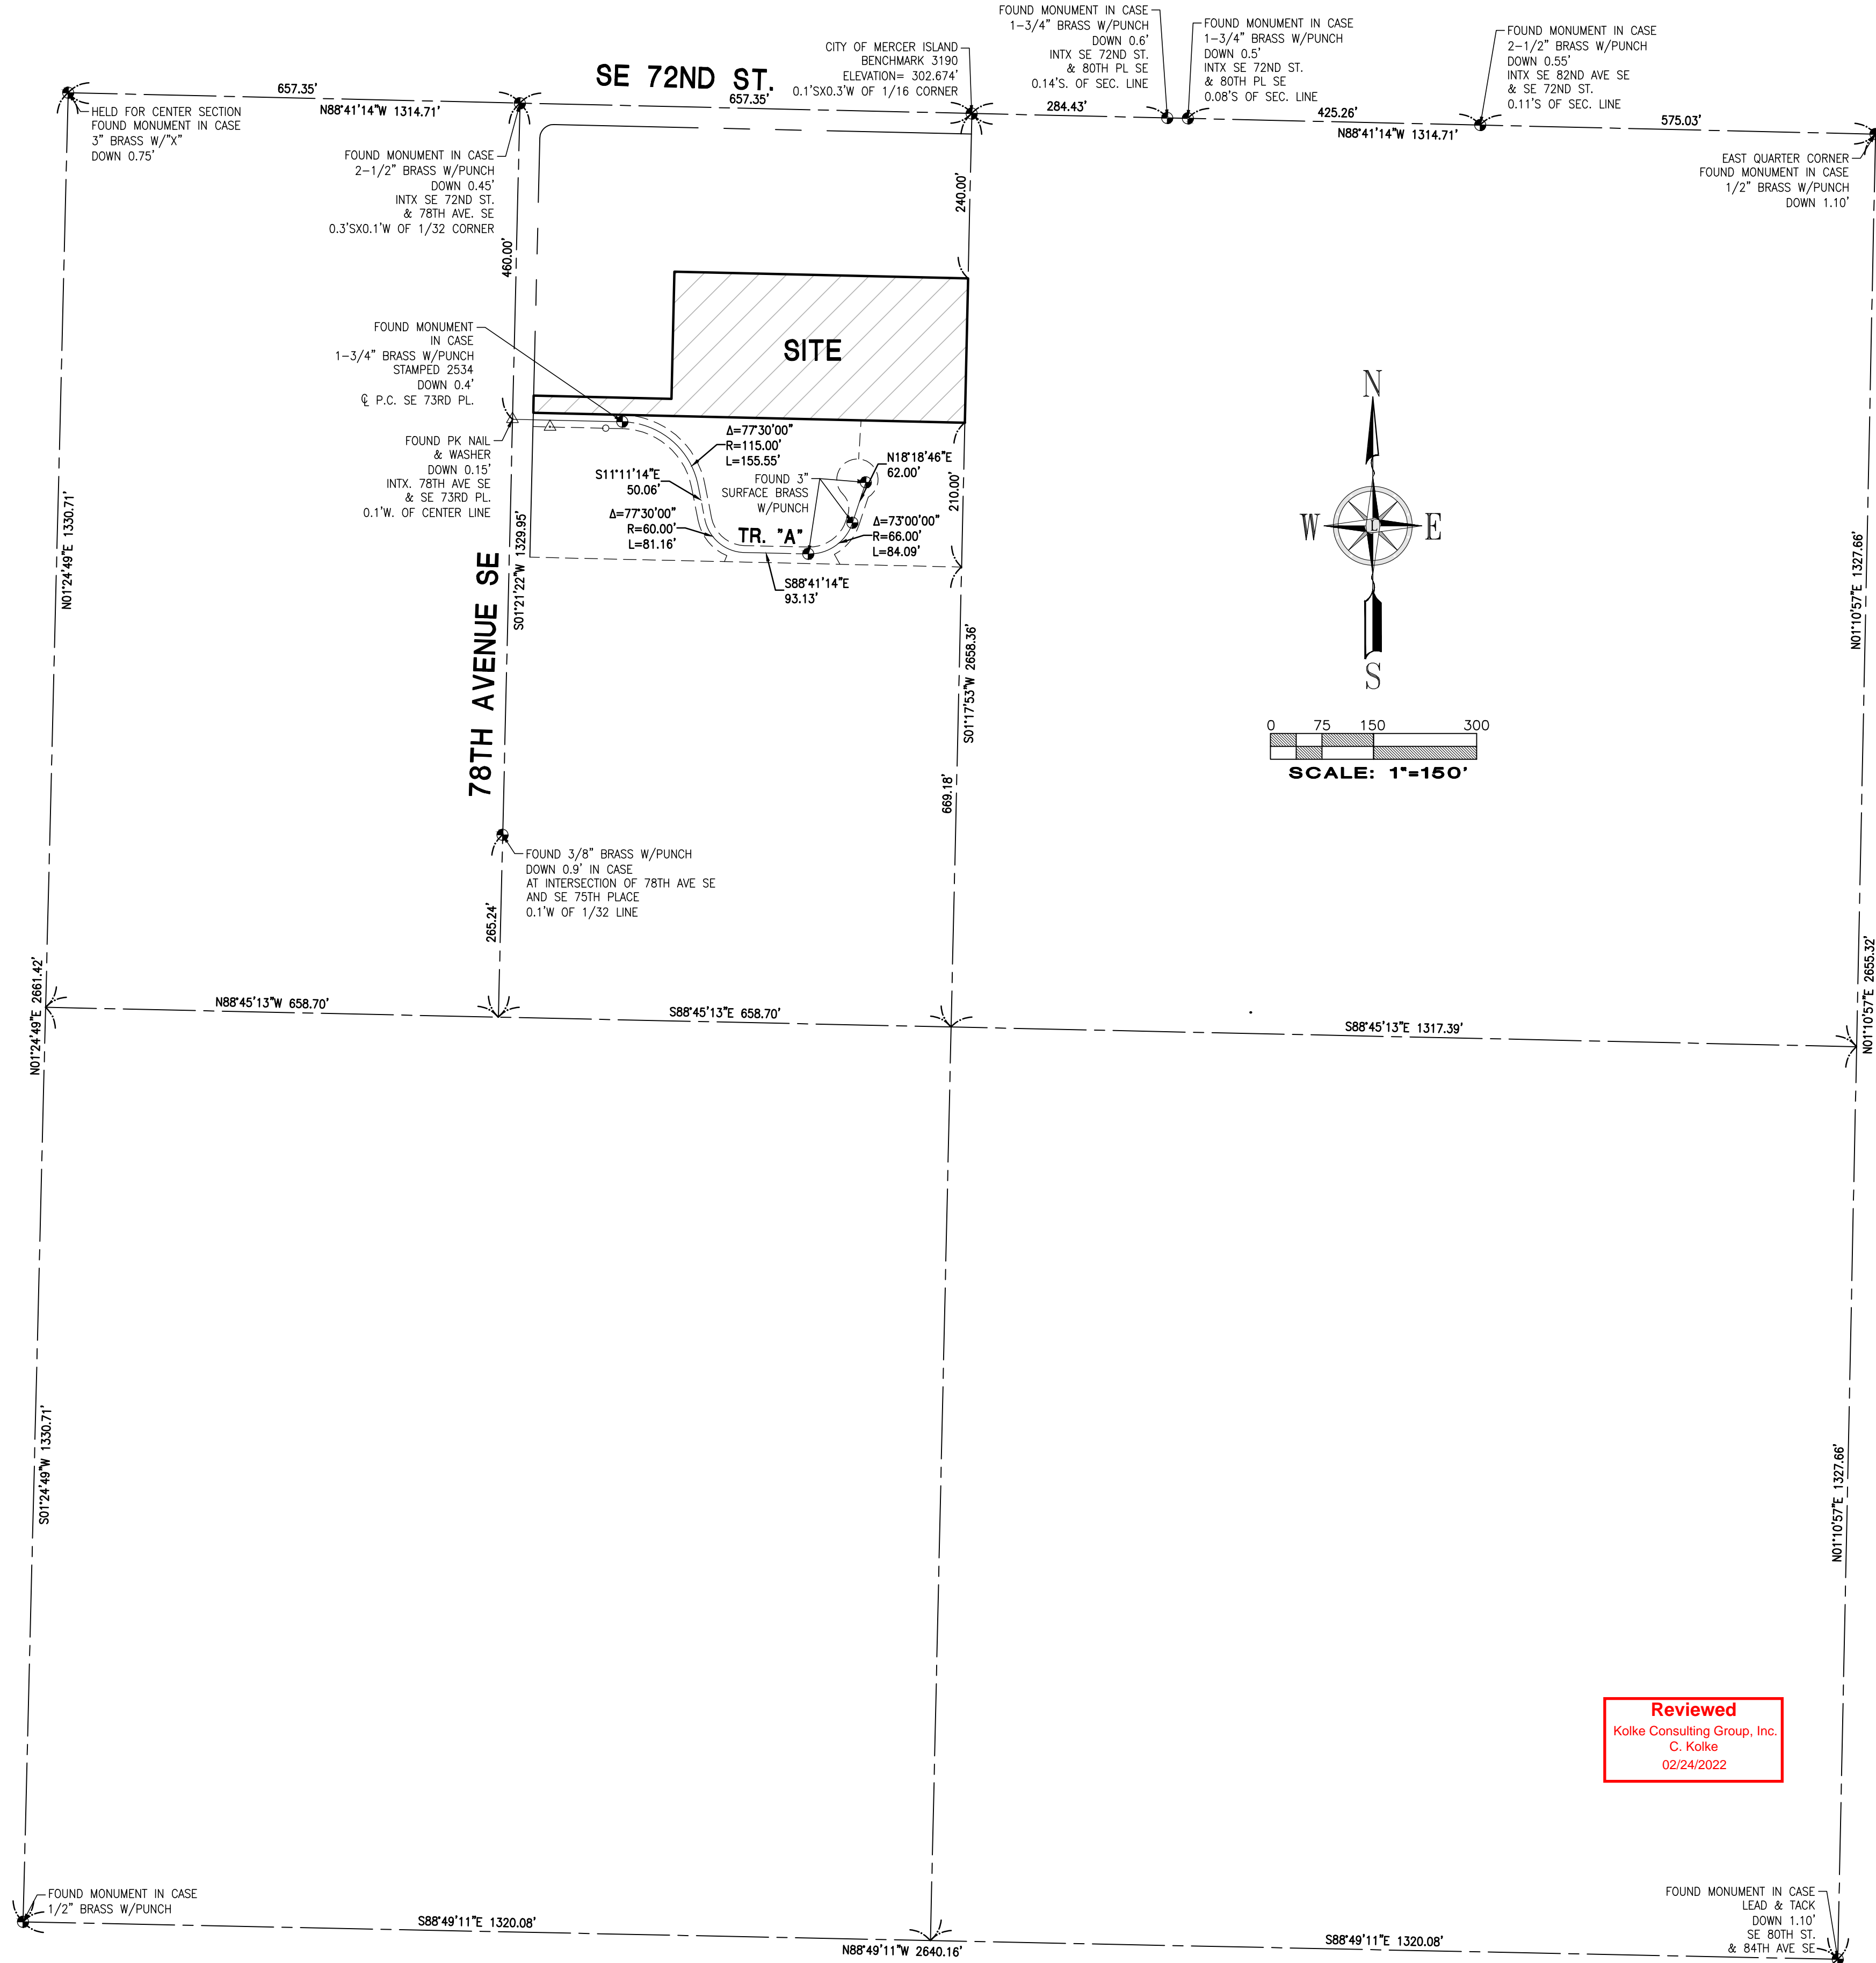 FOUND MONUMENT IN CASE
1-3/4" BRASS W/PUNCH
DOWN 0.6'
INTX SE 72ND ST.
& 80TH PL SE
0.14'S. OF SEC. LINE
FOUND MONUMENT IN CASE
1-3/4" BRASS W/PUNCH
DOWN 0.5'
INTX SE 72ND ST.
& 80TH PL SE
0.08'S OF SEC. LINE
FOUND MONUMENT IN CASE
2-1/2" BRASS W/PUNCH
DOWN 0.55'
INTX SE 82ND AVE SE
& SE 72ND ST.
0.11'S OF SEC. LINE
CITY OF MERCER ISLAND
BENCHMARK 3190
ELEVATION= 302.674'
0.1'SX0.3'W OF 1/16 CORNER
SE 72ND ST.
657.35'
N88°41'14"W 1314.71'
657.35'
284.43'
425.26'
N88°41'14"W 1314.71'
575.03'
HELD FOR CENTER SECTION
FOUND MONUMENT IN CASE
3" BRASS W/"X"
DOWN 0.75'
FOUND MONUMENT IN CASE
2-1/2" BRASS W/PUNCH
DOWN 0.45'
INTX SE 72ND ST.
& 78TH AVE. SE
0.3'SX0.1'W OF 1/32 CORNER
EAST QUARTER CORNER
FOUND MONUMENT IN CASE
1/2" BRASS W/PUNCH
DOWN 1.10'
240.00'
460.00'
SITE
FOUND MONUMENT
IN CASE
1-3/4" BRASS W/PUNCH
STAMPED 2534
DOWN 0.4'
℄ P.C. SE 73RD PL.
FOUND PK NAIL
& WASHER
DOWN 0.15'
INTX. 78TH AVE SE
& SE 73RD PL.
0.1'W. OF CENTER LINE
Δ=77°30'00"
R=115.00'
L=155.55'
S11°11'14"E
50.06'
Δ=77°30'00"
R=60.00'
L=81.16'
FOUND 3"
SURFACE BRASS
W/PUNCH
N18°18'46"E
62.00'
Δ=73°00'00"
R=66.00'
L=84.09'
TR. "A"
S88°41'14"E
93.13'
210.00'
N01°24'49"E 1330.71'
S01°21'22"W 1329.95'
78TH AVENUE SE
S01°17'53"W 2658.36'
669.18'
N01°10'57"E 1327.66'
N
W
L
E
S
0 75 150 300
SCALE: 1"=150'
FOUND 3/8" BRASS W/PUNCH
DOWN 0.9' IN CASE
AT INTERSECTION OF 78TH AVE SE
AND SE 75TH PLACE
0.1'W OF 1/32 LINE
265.24'
N01°24'49"E 2661.42'
N01°10'57"E 2655.32'
N88°45'13"W 658.70'
S88°45'13"E 658.70'
S88°45'13"E 1317.39'
S01°24'49"W 1330.71'
N01°10'57"E 1327.66'
Reviewed
Kolke Consulting Group, Inc.
C. Kolke
02/24/2022
FOUND MONUMENT IN CASE
1/2" BRASS W/PUNCH
S88°49'11"E 1320.08'
N88°49'11"W 2640.16'
S88°49'11"E 1320.08'
FOUND MONUMENT IN CASE
LEAD & TACK
DOWN 1.10'
SE 80TH ST.
& 84TH AVE SE